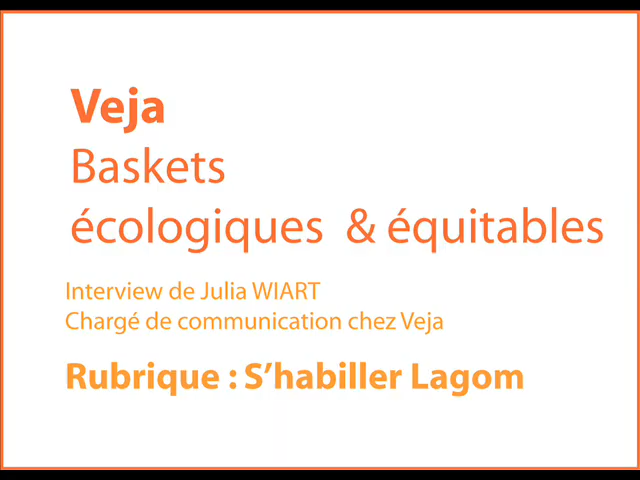 Veja
Baskets
écologiques & équitables
Interview de Julia WIART
Chargé de communication chez Veja
Rubrique : S’habiller Lagom